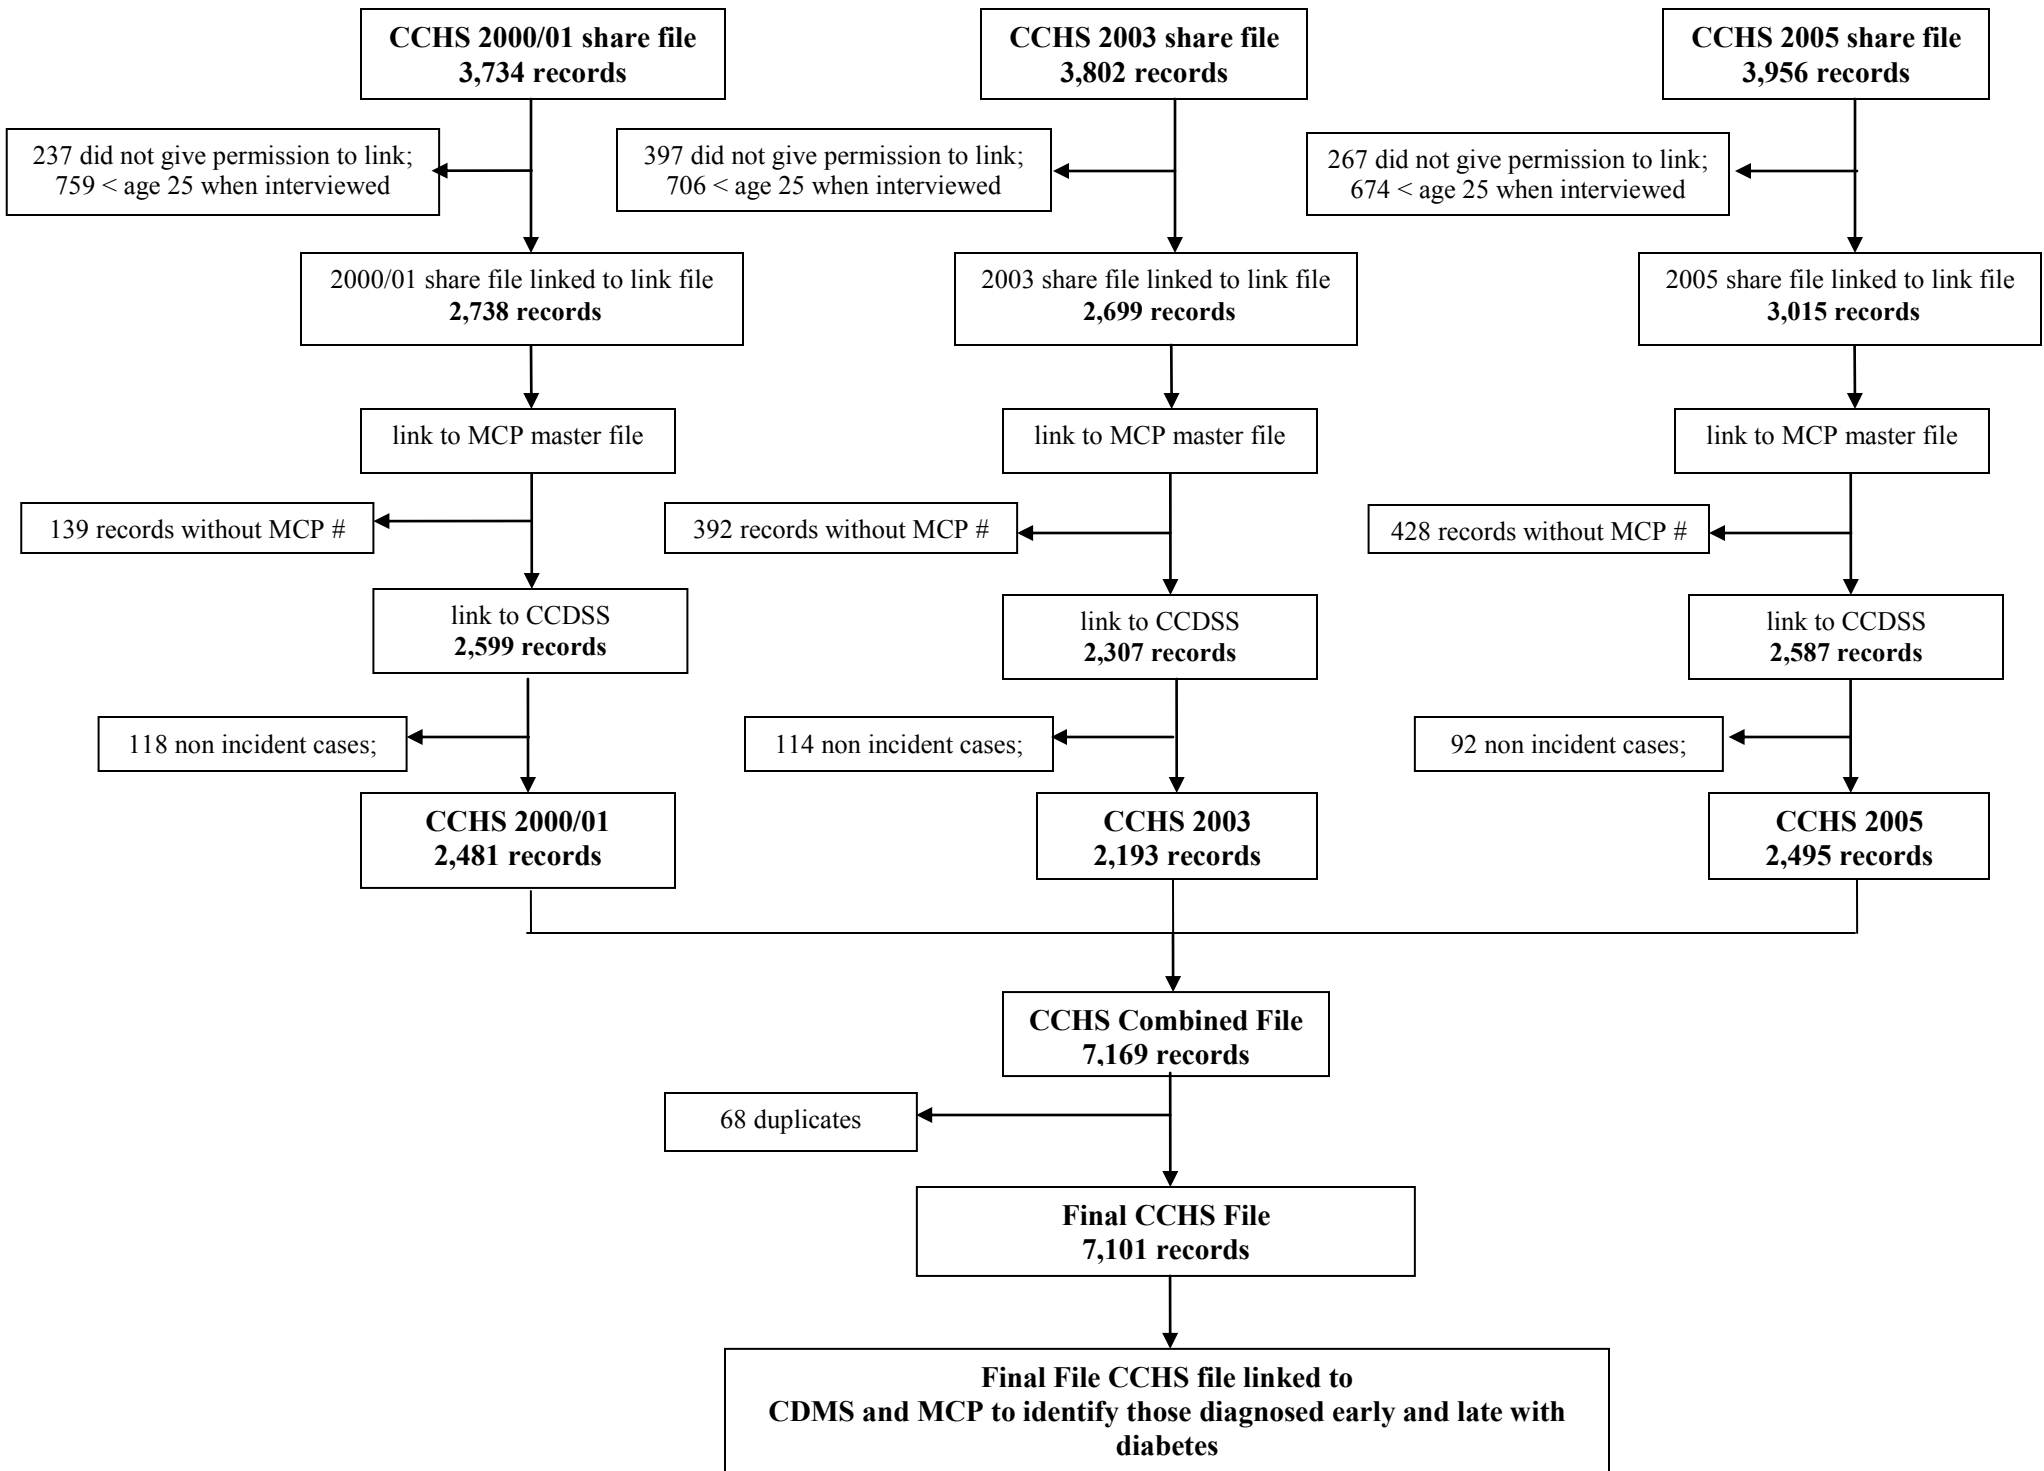 CCHS 2000/01 share file
3,734 records
CCHS 2003 share file
3,802 records
CCHS 2005 share file
3,956 records
237 did not give permission to link;
759 < age 25 when interviewed
397 did not give permission to link;
706 < age 25 when interviewed
267 did not give permission to link;
674 < age 25 when interviewed
2000/01 share file linked to link file
2,738 records
2003 share file linked to link file
2,699 records
2005 share file linked to link file
3,015 records
link to MCP master file
link to MCP master file
link to MCP master file
139 records without MCP #
392 records without MCP #
428 records without MCP #
link to CCDSS
2,599 records
link to CCDSS
2,307 records
link to CCDSS
2,587 records
118 non incident cases;
114 non incident cases;
92 non incident cases;
CCHS 2000/01
2,481 records
CCHS 2003
2,193 records
CCHS 2005
2,495 records
CCHS Combined File
7,169 records
68 duplicates
Final CCHS File
7,101 records
Final File CCHS file linked to
CDMS and MCP to identify those diagnosed early and late with
diabetes